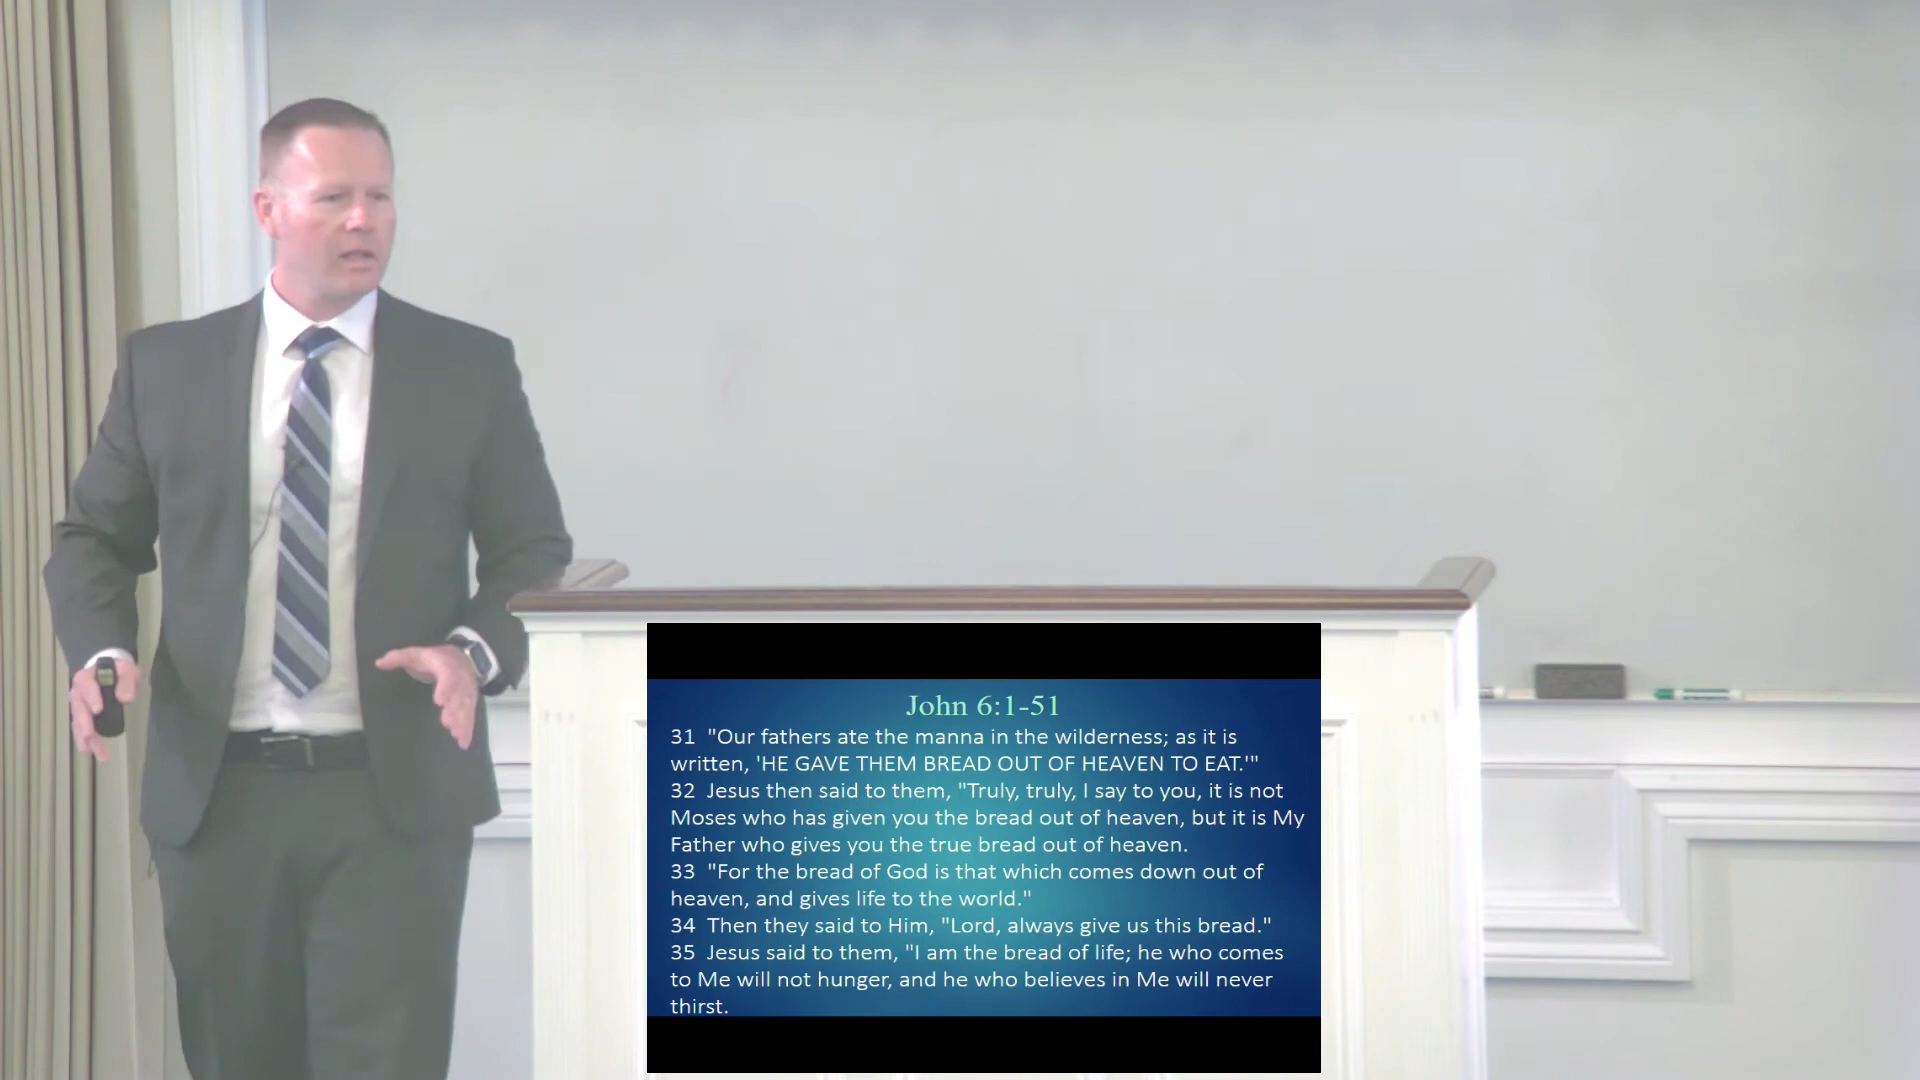 John 6:1-51
31 "Our fathers ate the manna in the wilderness; as it is
written, 'HE GAVE THEM BREAD OUT OF HEAVEN TO EAT.'"
32 Jesus then said to them, "Truly, truly, I say to you, it is not
Moses who has given you the bread out of heaven, but it is My
Father who gives you the true bread out of heaven.
33 "For the bread of God is that which comes down out of
heaven, and gives life to the world."
34 Then they said to Him, "Lord, always give us this bread."
35 Jesus said to them, "I am the bread of life; he who comes
to Me will not hunger, and he who believes in Me will never
thirst.